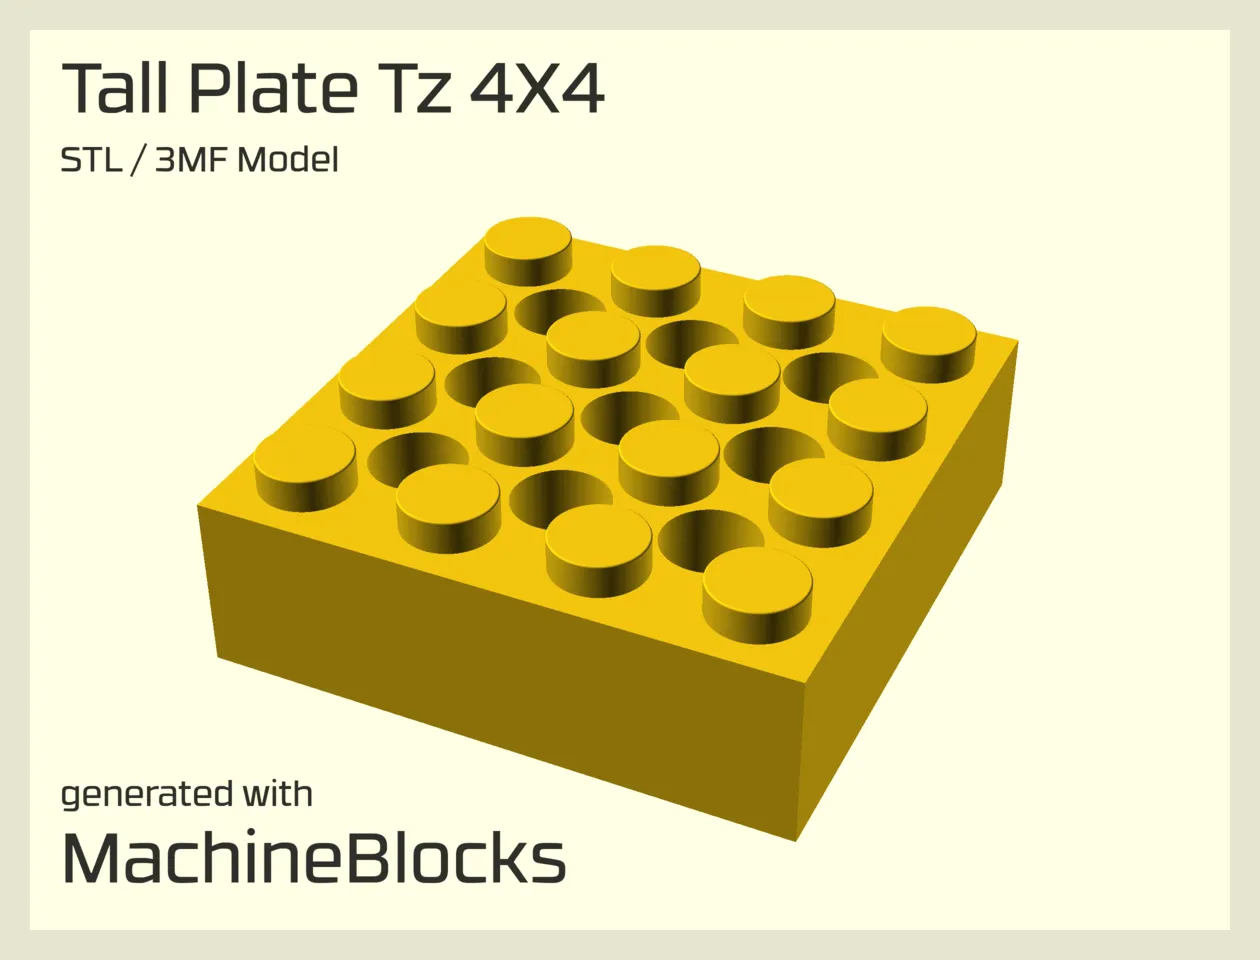 Tall Plate Tz 4X4
STL / 3MF Model
generated with
MachineBlocks